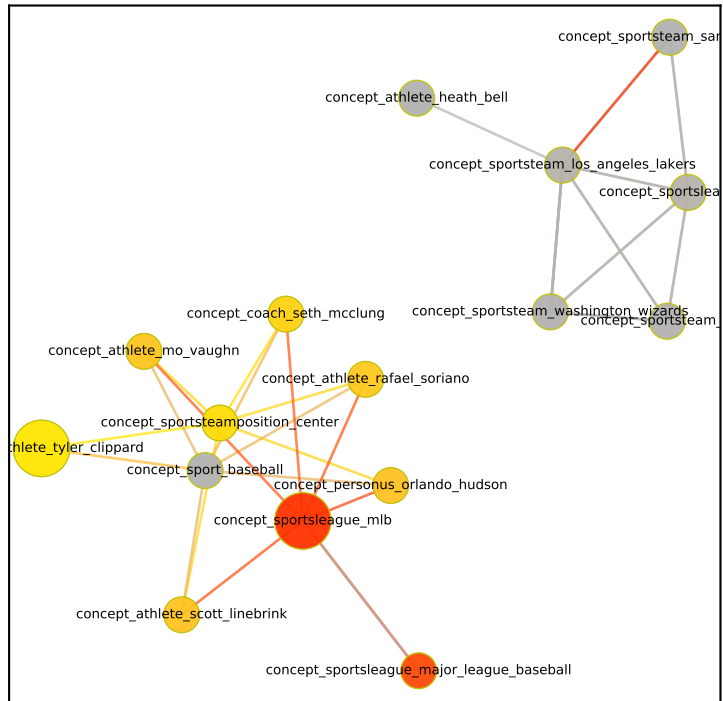 concept_sportsteam_sar
concept_athlete_heath_bell
concept_sportsteam_los_angeles_lakers
concept_sportslea
concept_sportsteam_washington_wizards
concept_sportsteam_
concept_coach_seth_mcclung
concept_athlete_mo_vaughn
concept_athlete_rafael_soriano
concept_sportsteamposition_center
thlete_tyler_clippard
concept_sport_baseball
concept_personus_orlando_hudson
concept_sportsleague_mlb
concept_athlete_scott_linebrink
concept_sportsleague_major_league_baseball